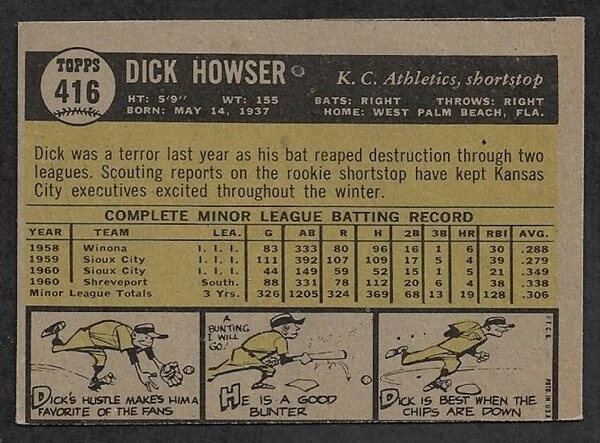 TOPPS
416
DICK HOWSER
K. C. Athletics, shortstop
HT: 5'9" WT: 155 BATS: RIGHT THROWS: RIGHT
BORN: MAY 14, 1937 HOME: WEST PALM BEACH, FLA.
Dick was a terror last year as his bat reaped destruction through two
leagues. Scouting reports on the rookie shortstop have kept Kansas
City executives excited throughout the winter.
COMPLETE MINOR LEAGUE BATTING RECORD
YEAR TEAM LEA. G AB R H 2B 3B HR RBI AVG.
1958 Winona I. I. I. 83 333 80 96 16 1 6 30 .288
1959 Sioux City I. I. I. 111 392 107 109 17 5 4 39 .279
1960 Sioux City I. I. I. 44 149 59 52 15 1 5 21 .349
1960 Shreveport South. 88 331 78 112 20 6 4 38 .338
Minor League Totals 3 Yrs. 326 1205 324 369 68 13 19 128 .306
A
BUNTING
I WILL
GO!
DICK'S HUSTLE MAKES HIM A
FAVORITE OF THE FANS
HE IS A GOOD
BUNTER
DICK IS BEST WHEN THE
CHIPS ARE DOWN
© T.C.G.
PTD. IN U.S.A.